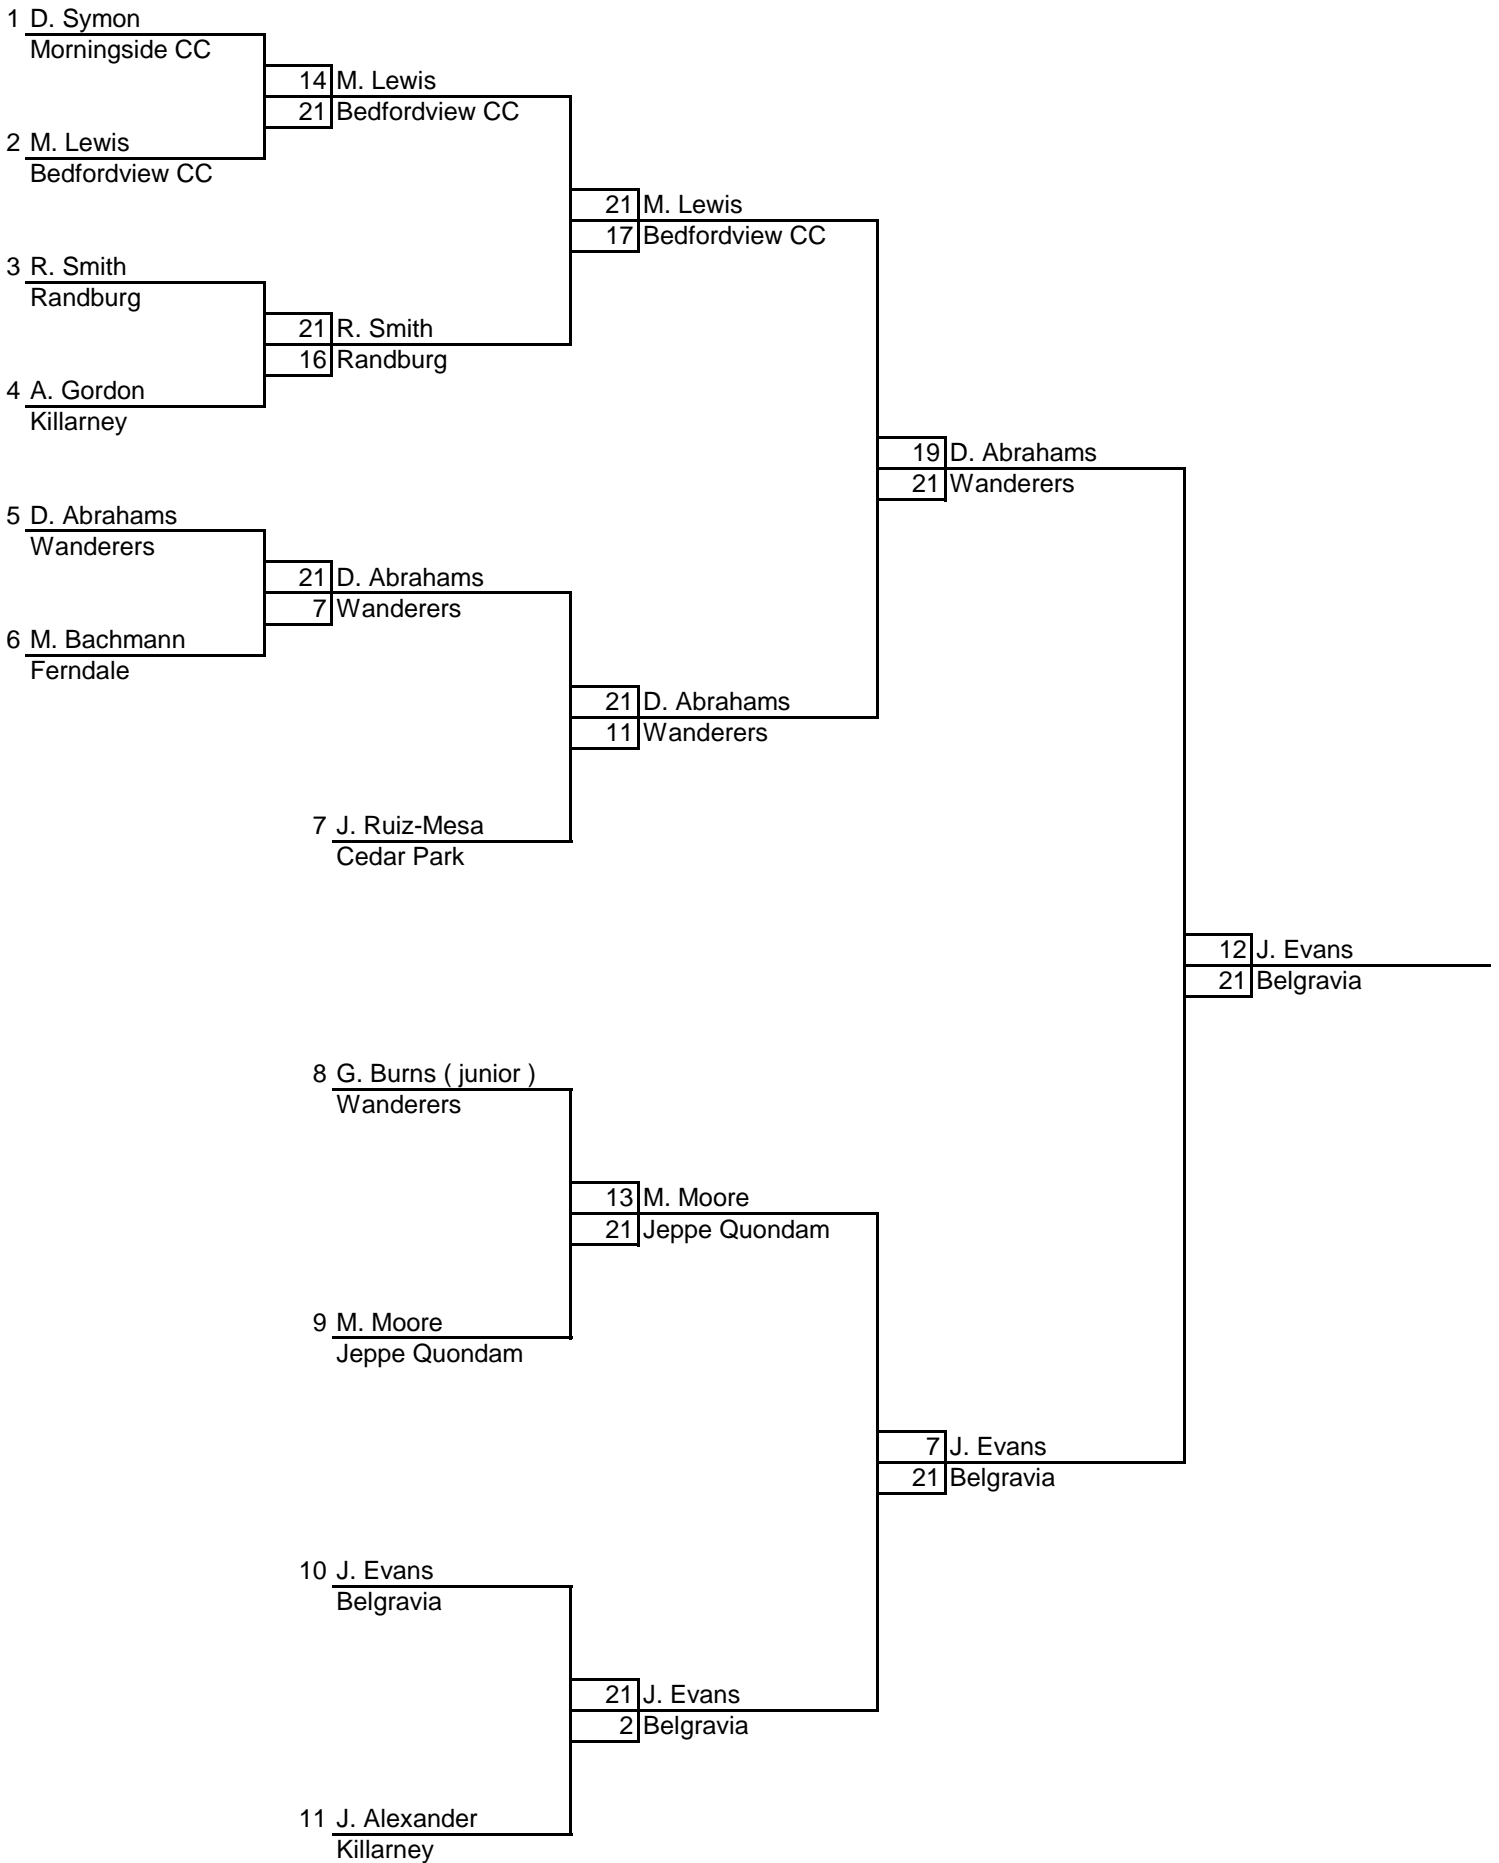 1 D. Symon
Morningside CC
14 M. Lewis
21 Bedfordview CC
2 M. Lewis
Bedfordview CC
21 M. Lewis
17 Bedfordview CC
3 R. Smith
Randburg
21 R. Smith
16 Randburg
4 A. Gordon
Killarney
19 D. Abrahams
21 Wanderers
5 D. Abrahams
Wanderers
21 D. Abrahams
7 Wanderers
6 M. Bachmann
Ferndale
21 D. Abrahams
11 Wanderers
7 J. Ruiz-Mesa
Cedar Park
12 J. Evans
21 Belgravia
8 G. Burns ( junior )
Wanderers
13 M. Moore
21 Jeppe Quondam
9 M. Moore
Jeppe Quondam
7 J. Evans
21 Belgravia
10 J. Evans
Belgravia
21 J. Evans
2 Belgravia
11 J. Alexander
Killarney